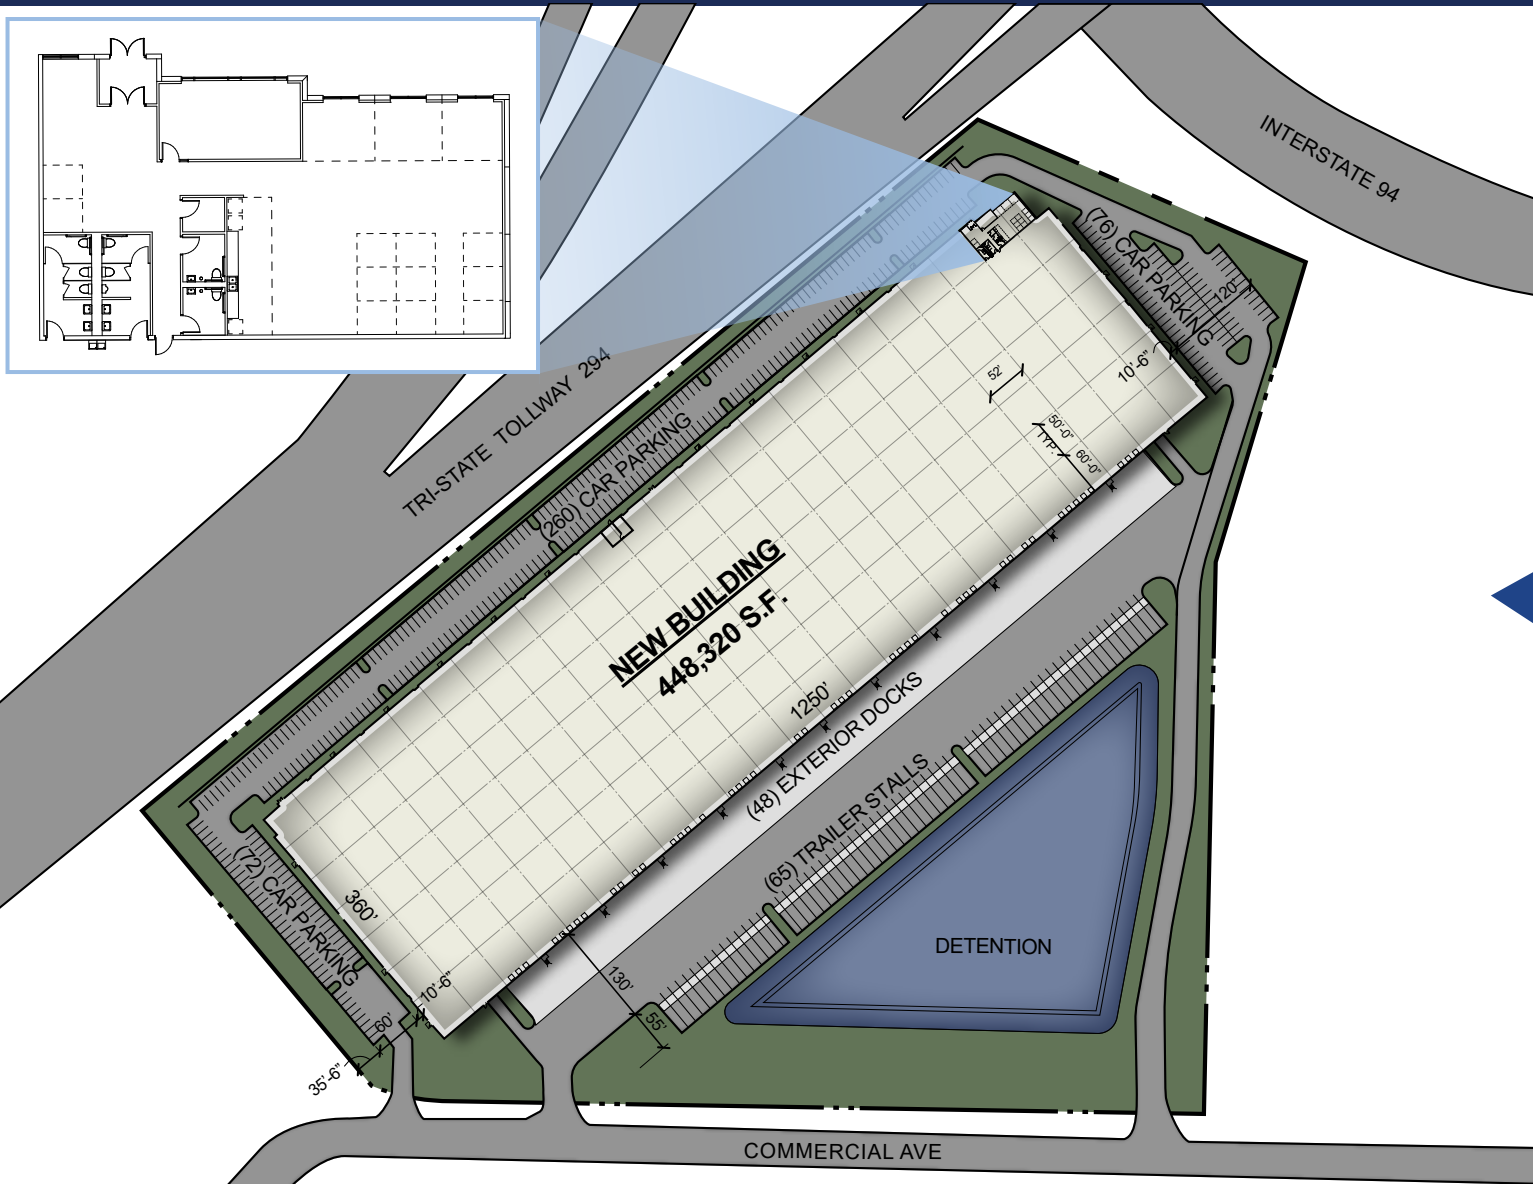 INTERSTATE 94
(76) CAR PARKING
120'
10'-6"
52'
50'-0"
TYP.
60'-0"
TRI-STATE TOLLWAY 294
(260) CAR PARKING
NEW BUILDING
448,320 S.F.
1250'
(48) EXTERIOR DOCKS
(65) TRAILER STALLS
(72) CAR PARKING
360'
10'-6"
60'
35'-6"
130'
55'
DETENTION
COMMERCIAL AVE